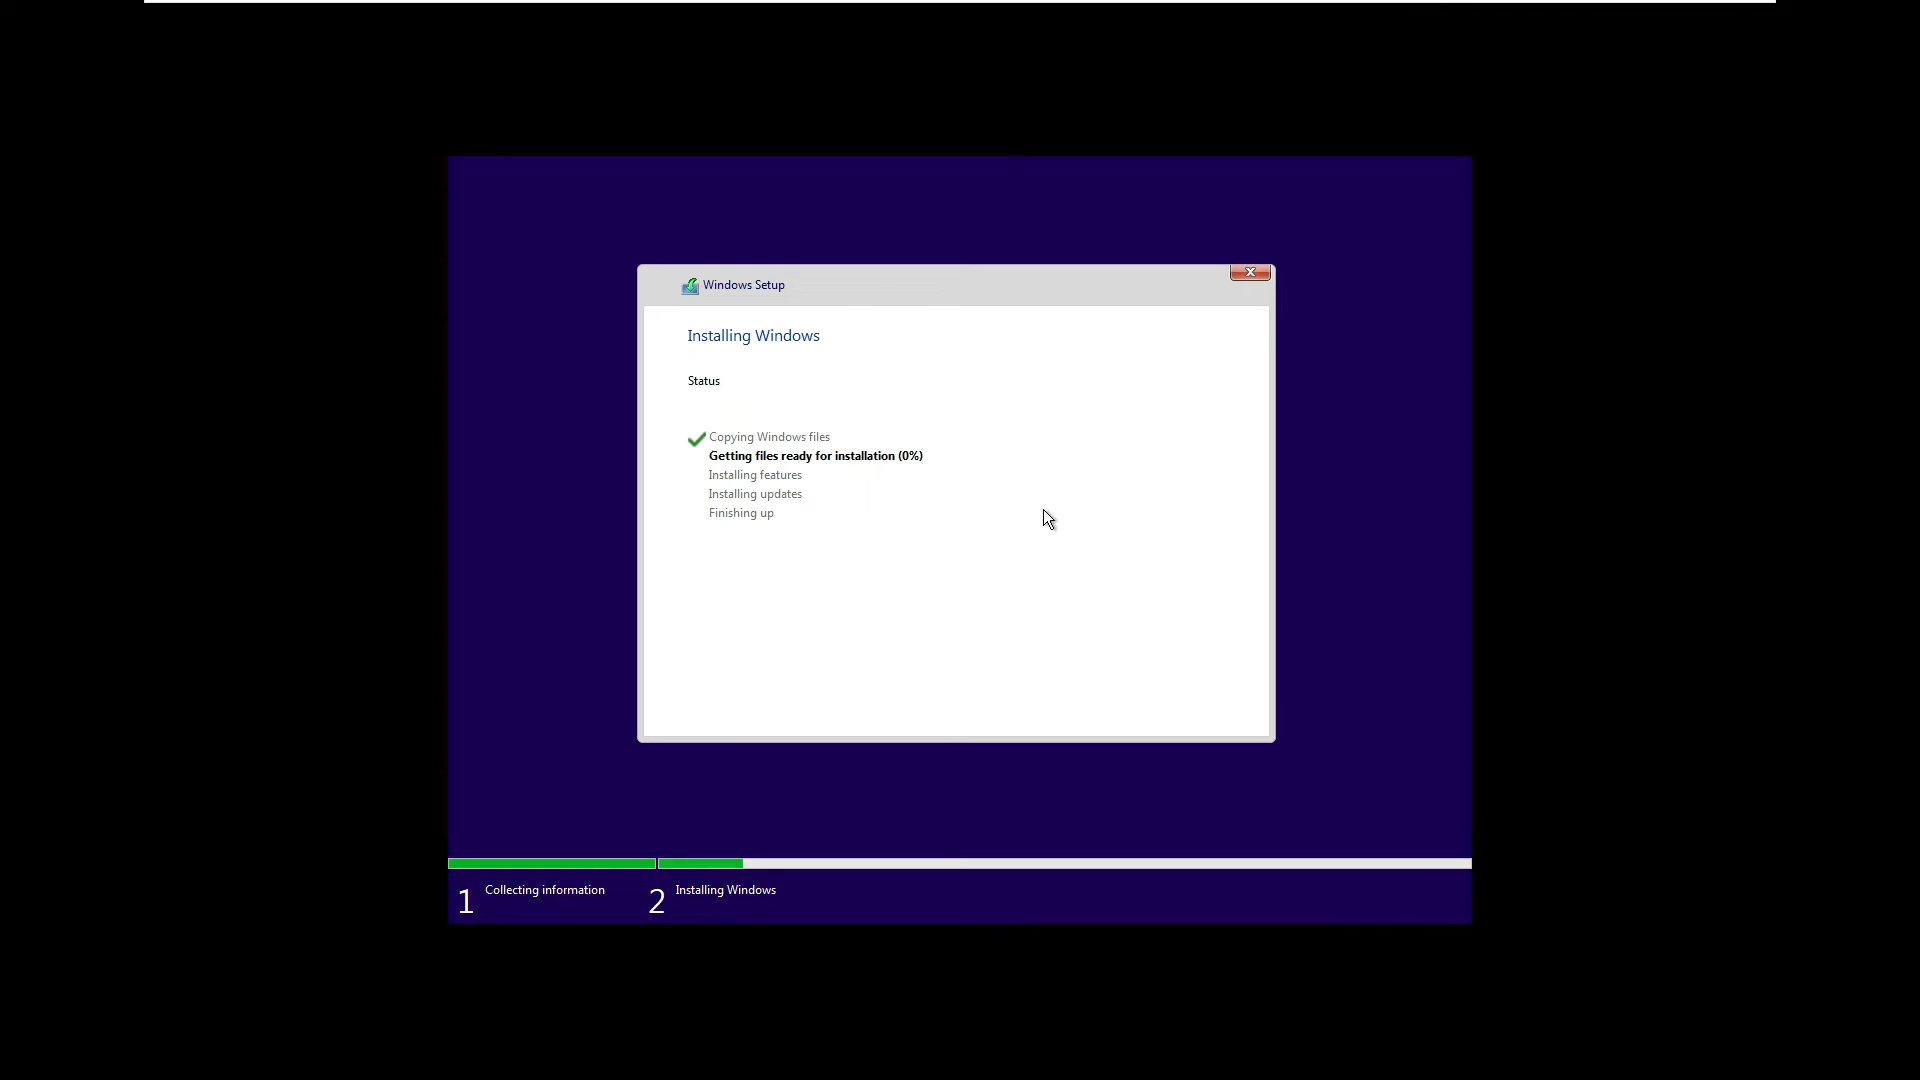 Windows Setup
Installing Windows
Status
Copying Windows files
Getting files ready for installation (0%)
Installing features
Installing updates
Finishing up
1 Collecting information
2 Installing Windows